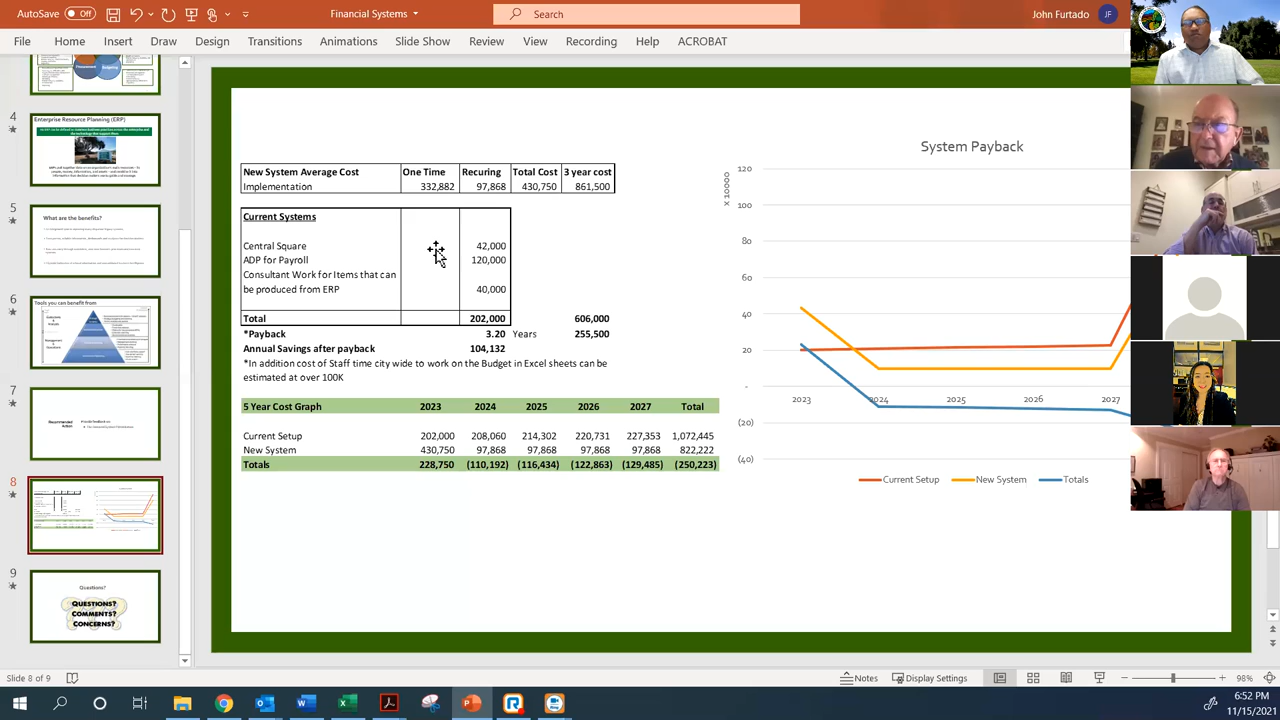 AutoSave Off
Financial Systems
Search
John Furtado JF
File Home Insert Draw Design Transitions Animations Slide Show Review View Recording Help ACROBAT
4
Enterprise Resource Planning (ERP)
5
What are the benefits?
6
Tools you can benefit from
7
Recommended
Action
8
9
Questions?
QUESTIONS?
COMMENTS?
CONCERNS?
New System Average Cost One Time Recuring Total Cost 3 year cost
Implementation 332,882 97,868 430,750 861,500
Current Systems
Central Square 42,000
ADP for Payroll 120,000
Consultant Work for Items that can
be produced from ERP 40,000
Total 202,000 606,000
*Payback 3.20 Years 255,500
Annual Savings after payback 104,132
*In addition cost of Staff time city wide to work on the Budget in Excel sheets can be
estimated at over 100K
5 Year Cost Graph 2023 2024 2025 2026 2027 Total
Current Setup 202,000 208,060 214,302 220,731 227,353 1,072,445
New System 430,750 97,868 97,868 97,868 97,868 822,222
Totals 228,750 (110,192) (116,434) (122,863) (129,485) (250,223)
System Payback
X 10000
120
100
80
60
40
20
-
(20)
(40)
2023 2024 2025 2026 2027
Current Setup New System Totals
Slide 8 of 9
Notes
Display Settings
98%
6:52 PM
11/15/2021